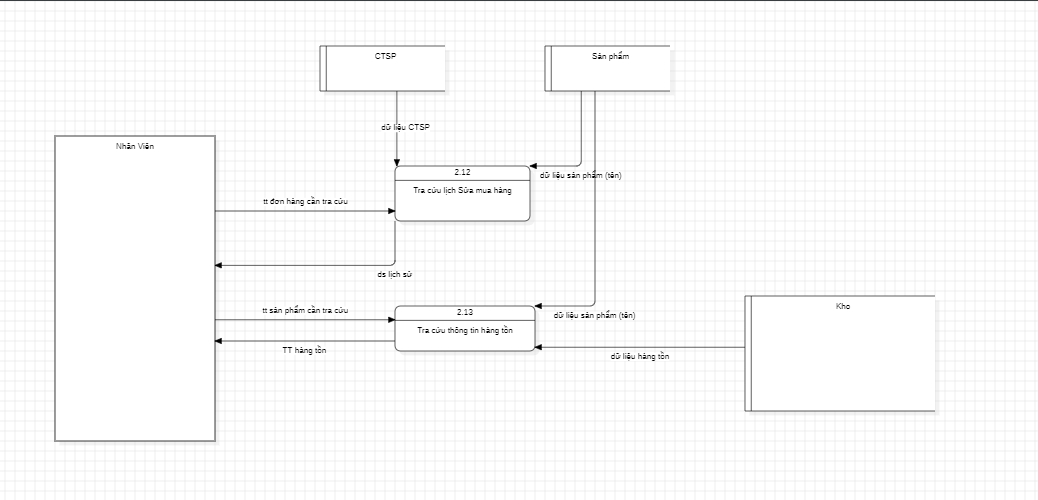 CTSP
Sản phẩm
dữ liệu CTSP
Nhân Viên
2.12
dữ liệu sản phẩm (tên)
Tra cứu lịch Sửa mua hàng
tt đơn hàng cần tra cứu
ds lịch sử
tt sản phẩm cần tra cứu
2.13
dữ liệu sản phẩm (tên)
Kho
Tra cứu thông tin hàng tồn
TT hàng tồn
dữ liệu hàng tồn